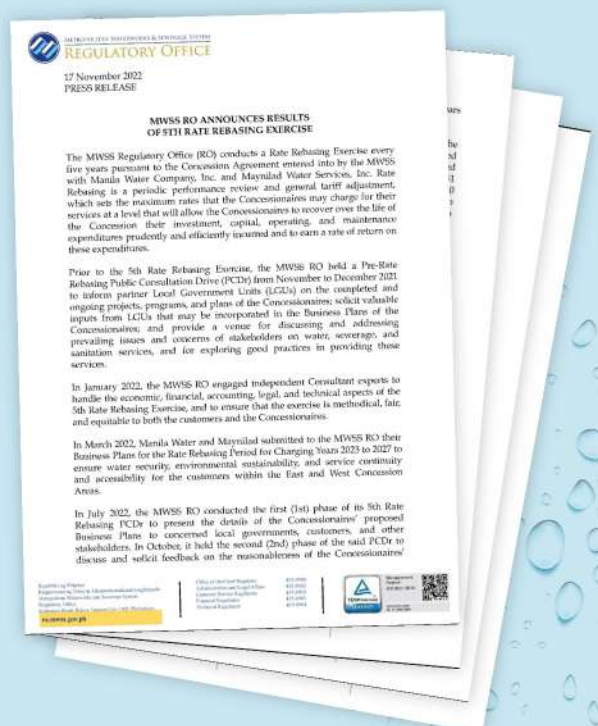 METROPOLITAN WATERWORKS & SEWERAGE SYSTEM
REGULATORY OFFICE
17 November 2022
PRESS RELEASE
MWSS RO ANNOUNCES RESULTS
OF 5TH RATE REBASING EXERCISE
The MWSS Regulatory Office (RO) conducts a Rate Rebasing Exercise every
five years pursuant to the Concession Agreement entered into by the MWSS
with Manila Water Company, Inc. and Maynilad Water Services, Inc. Rate
Rebasing is a periodic performance review and general tariff adjustment,
which sets the maximum rates that the Concessionaires may charge for their
services at a level that will allow the Concessionaires to recover over the life of
the Concession their investment, capital, operating, and maintenance
expenditures prudently and efficiently incurred and to earn a rate of return on
these expenditures.
Prior to the 5th Rate Rebasing Exercise, the MWSS RO held a Pre-Rate
Rebasing Public Consultation Drive (PCDr) from November to December 2021
to inform partner Local Government Units (LGUs) on the completed and
ongoing projects, programs, and plans of the Concessionaires; solicit valuable
inputs from LGUs that may be incorporated in the Business Plans of the
Concessionaires; and provide a venue for discussing and addressing
prevailing issues and concerns of stakeholders on water, sewerage, and
sanitation services, and for exploring good practices in providing these
services.
In January 2022, the MWSS RO engaged independent Consultant experts to
handle the economic, financial, accounting, legal, and technical aspects of the
5th Rate Rebasing Exercise, and to ensure that the exercise is methodical, fair,
and equitable to both the customers and the Concessionaires.
In March 2022, Manila Water and Maynilad submitted to the MWSS RO their
Business Plans for the Rate Rebasing Period for Charging Years 2023 to 2027 to
ensure water security, environmental sustainability, and service continuity
and accessibility for the customers within the East and West Concession
Areas.
In July 2022, the MWSS RO conducted the first (1st) phase of its 5th Rate
Rebasing PCDr to present the details of the Concessionaires' proposed
Business Plans to concerned local governments, customers, and other
stakeholders. In October, it held the second (2nd) phase of the said PCDr to
discuss and solicit feedback on the reasonableness of the Concessionaires'
ro.mwss.gov.ph